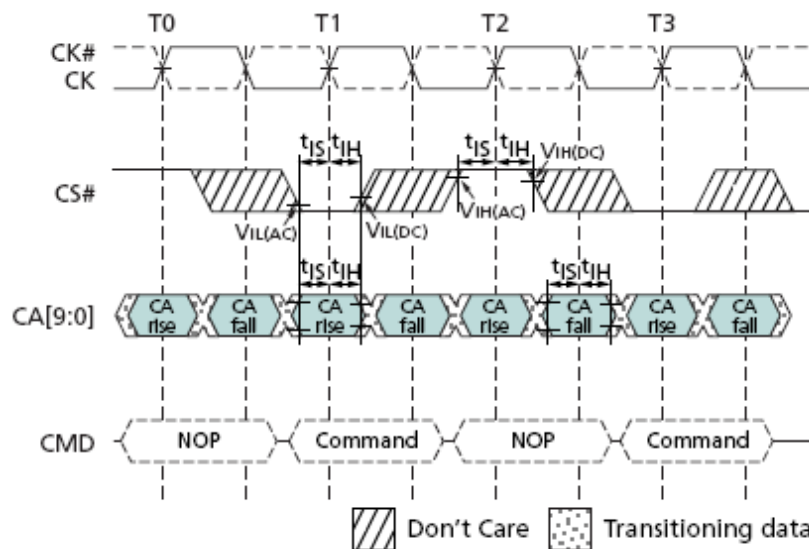 T0 T1 T2 T3
CK#
CK
tIS tIH tIS tIH
VIH(DC)
CS#
VIL(AC) VIL(DC) VIH(AC)
tIS tIH tIS tIH
CA[9:0] CA rise CA fall CA rise CA fall CA rise CA fall CA rise CA fall
CMD NOP Command NOP Command
Don't Care Transitioning data